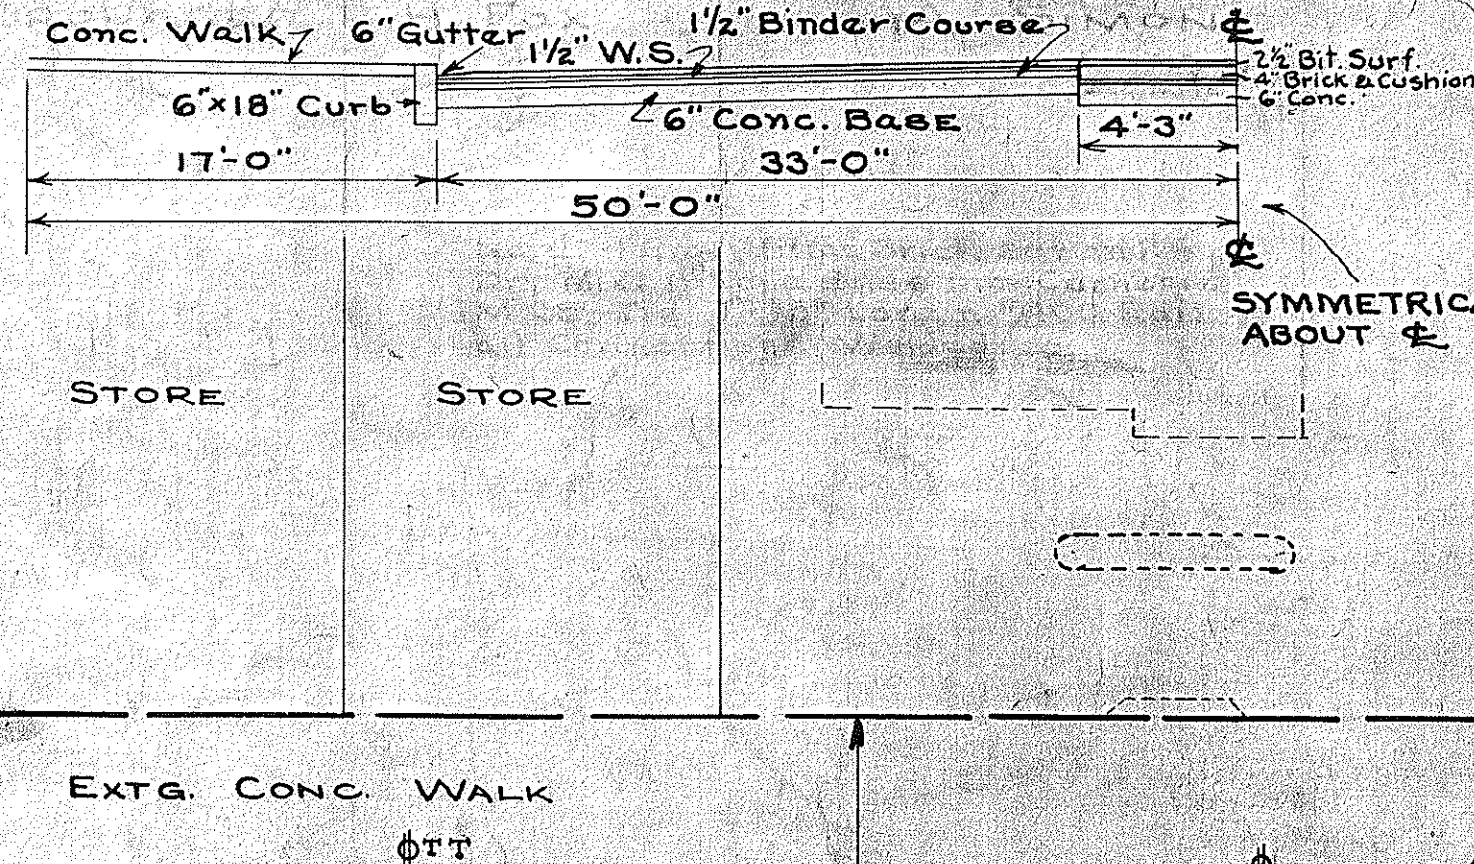 Conc. Walk
6" Gutter
1½" W.S.
1½" Binder Course
℄
2½" Bit. Surf.
4" Brick & Cushion
6" Conc.
6"x18" Curb
6" Conc. Base
4'-3"
17'-0"
33'-0"
50'-0"
℄
SYMMETRICA
ABOUT ℄
STORE
STORE
EXTG. CONC. WALK
TT